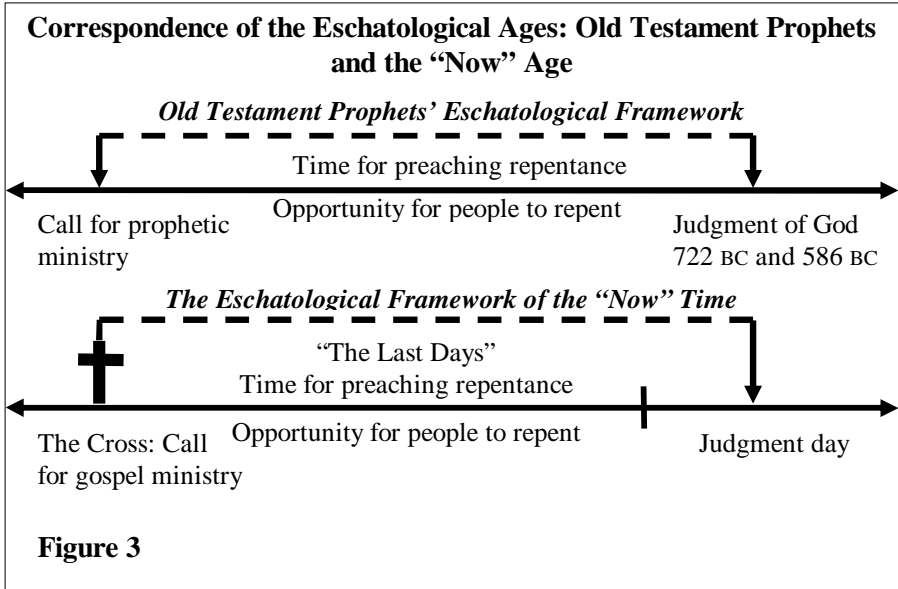 Correspondence of the Eschatological Ages: Old Testament Prophets
and the “Now” Age
Old Testament Prophets’ Eschatological Framework
Time for preaching repentance
Opportunity for people to repent
Call for prophetic
ministry
Judgment of God
722 BC and 586 BC
The Eschatological Framework of the “Now” Time
“The Last Days”
Time for preaching repentance
Opportunity for people to repent
The Cross: Call
for gospel ministry
Judgment day
Figure 3